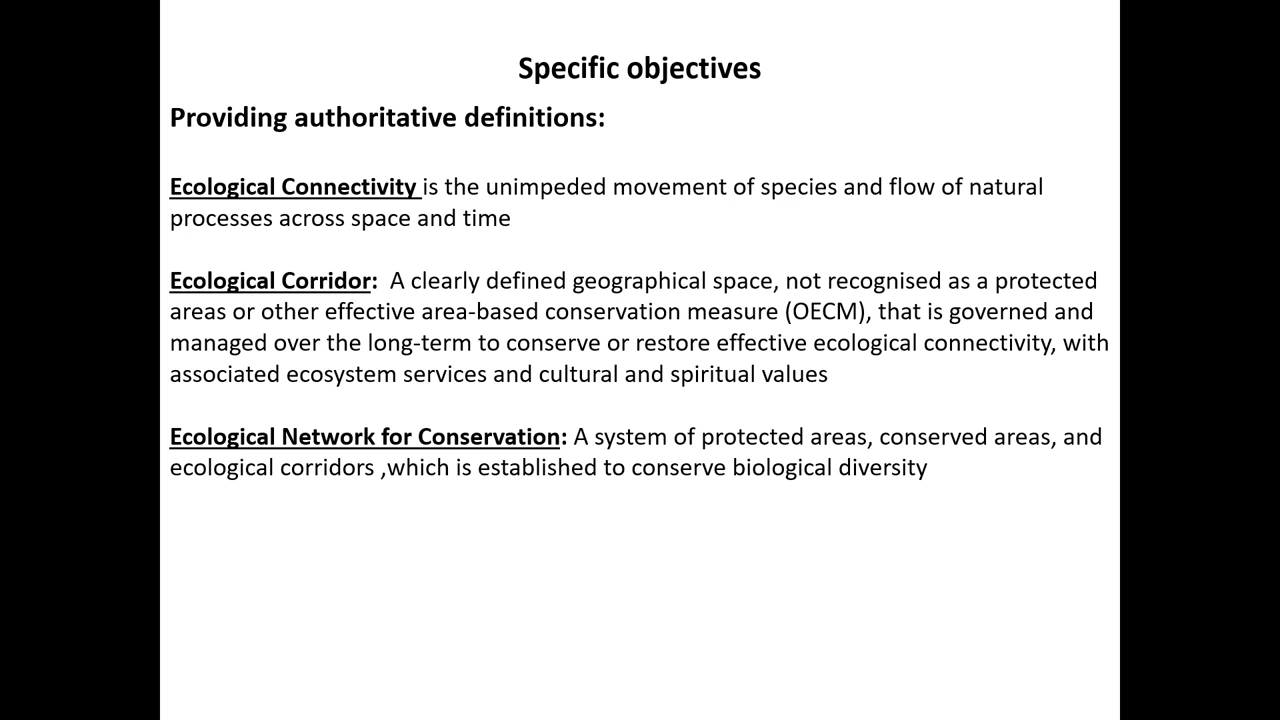 Specific objectives
Providing authoritative definitions:
Ecological Connectivity is the unimpeded movement of species and flow of natural
processes across space and time
Ecological Corridor:  A clearly defined geographical space, not recognised as a protected
areas or other effective area-based conservation measure (OECM), that is governed and
managed over the long-term to conserve or restore effective ecological connectivity, with
associated ecosystem services and cultural and spiritual values
Ecological Network for Conservation: A system of protected areas, conserved areas, and
ecological corridors ,which is established to conserve biological diversity